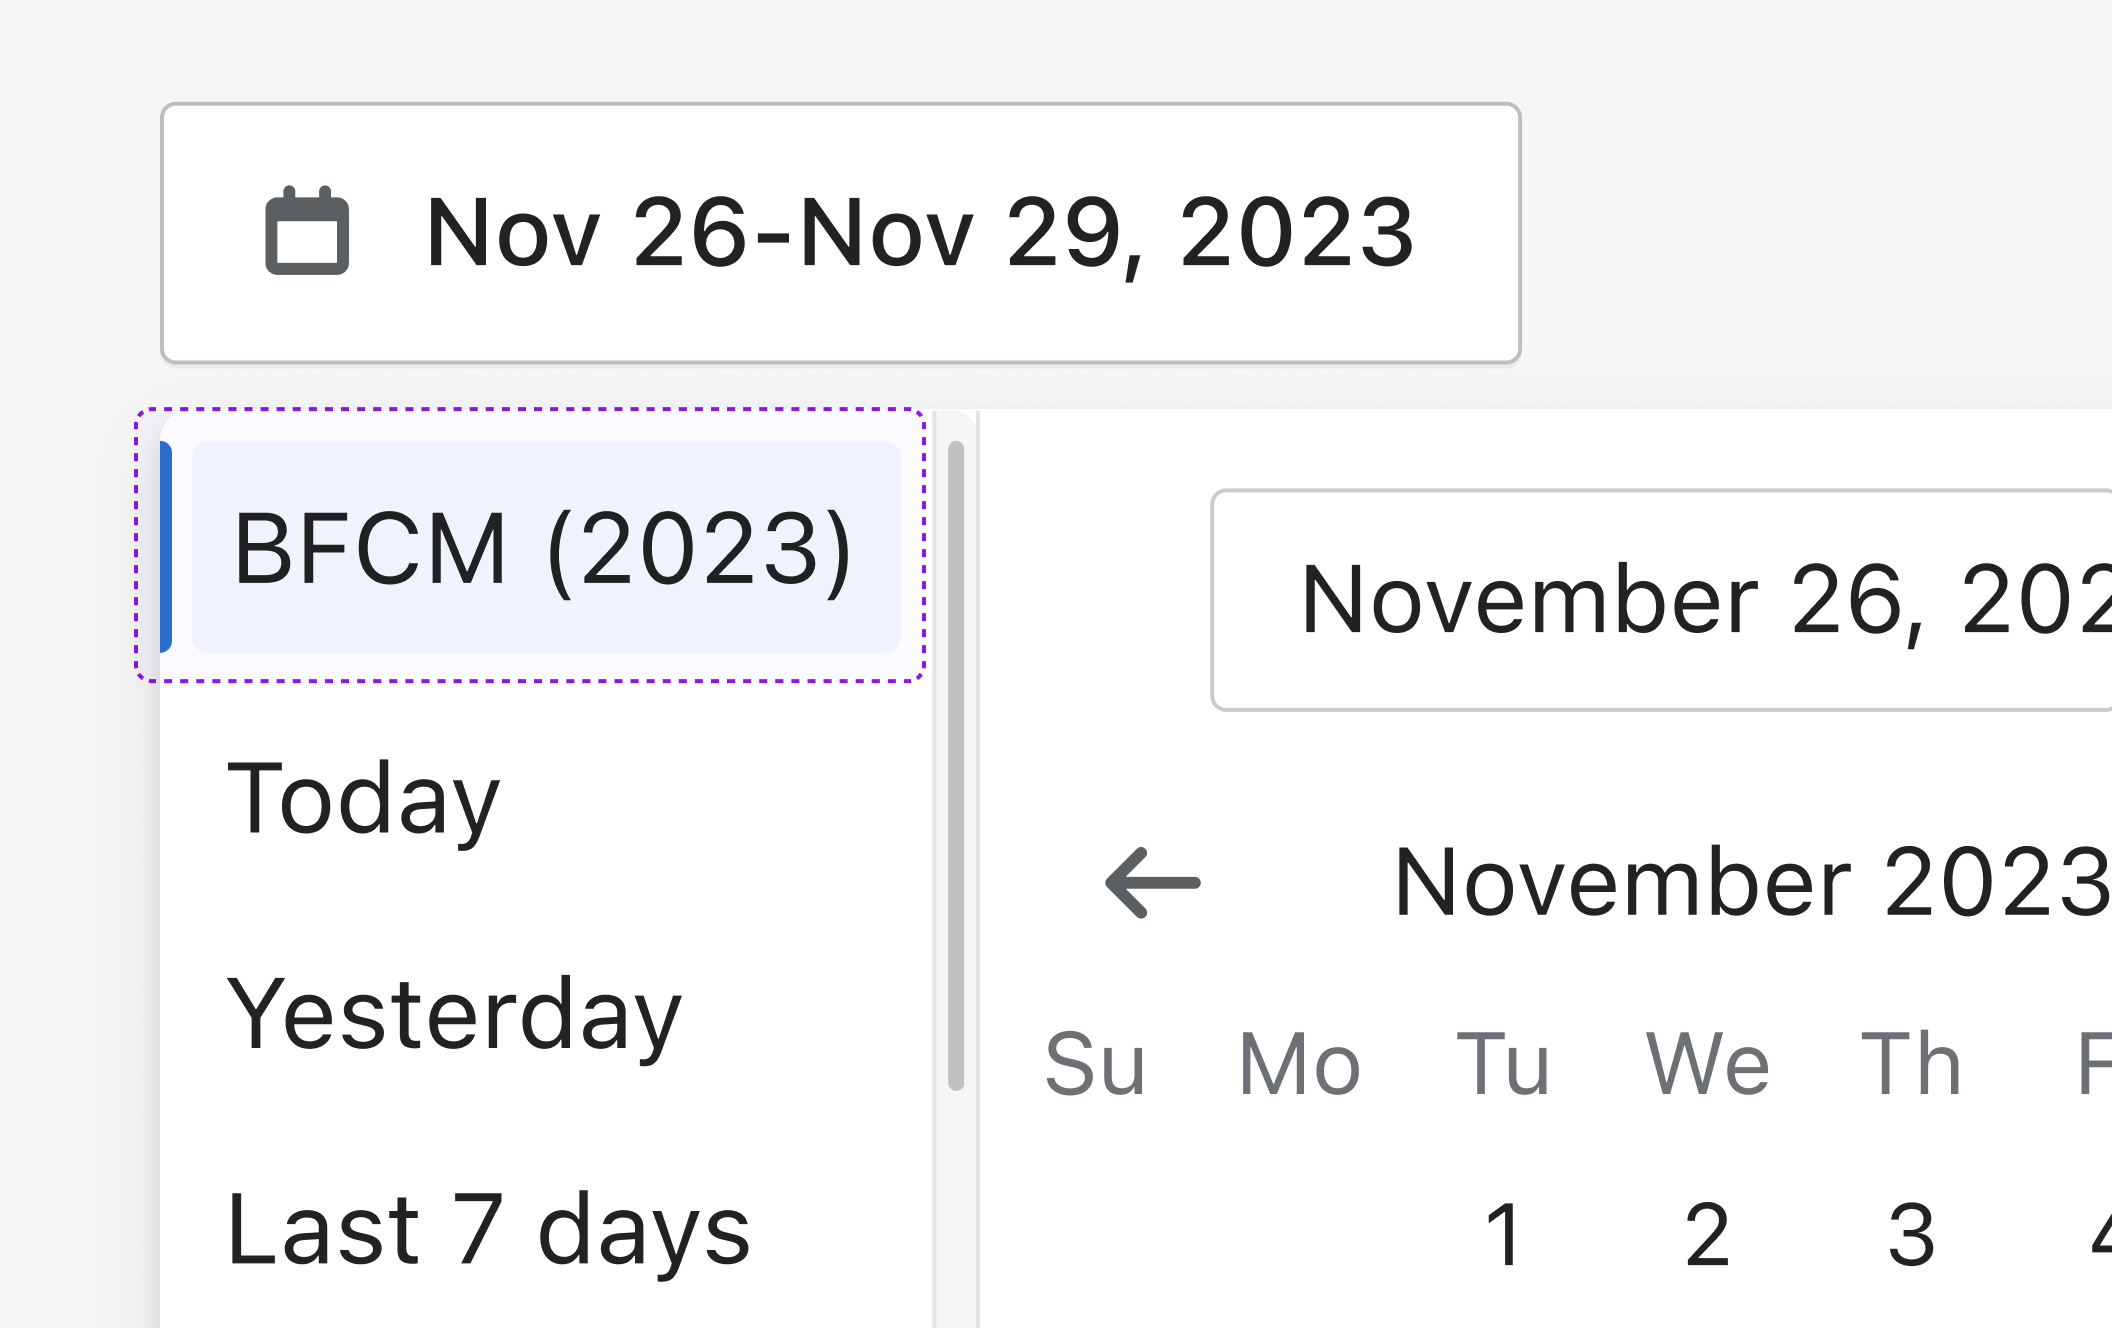 Nov 26-Nov 29, 2023
BFCM (2023)
Today
Yesterday
Last 7 days
November 26, 202
November 2023
Su Mo Tu We Th
1 2 3 4